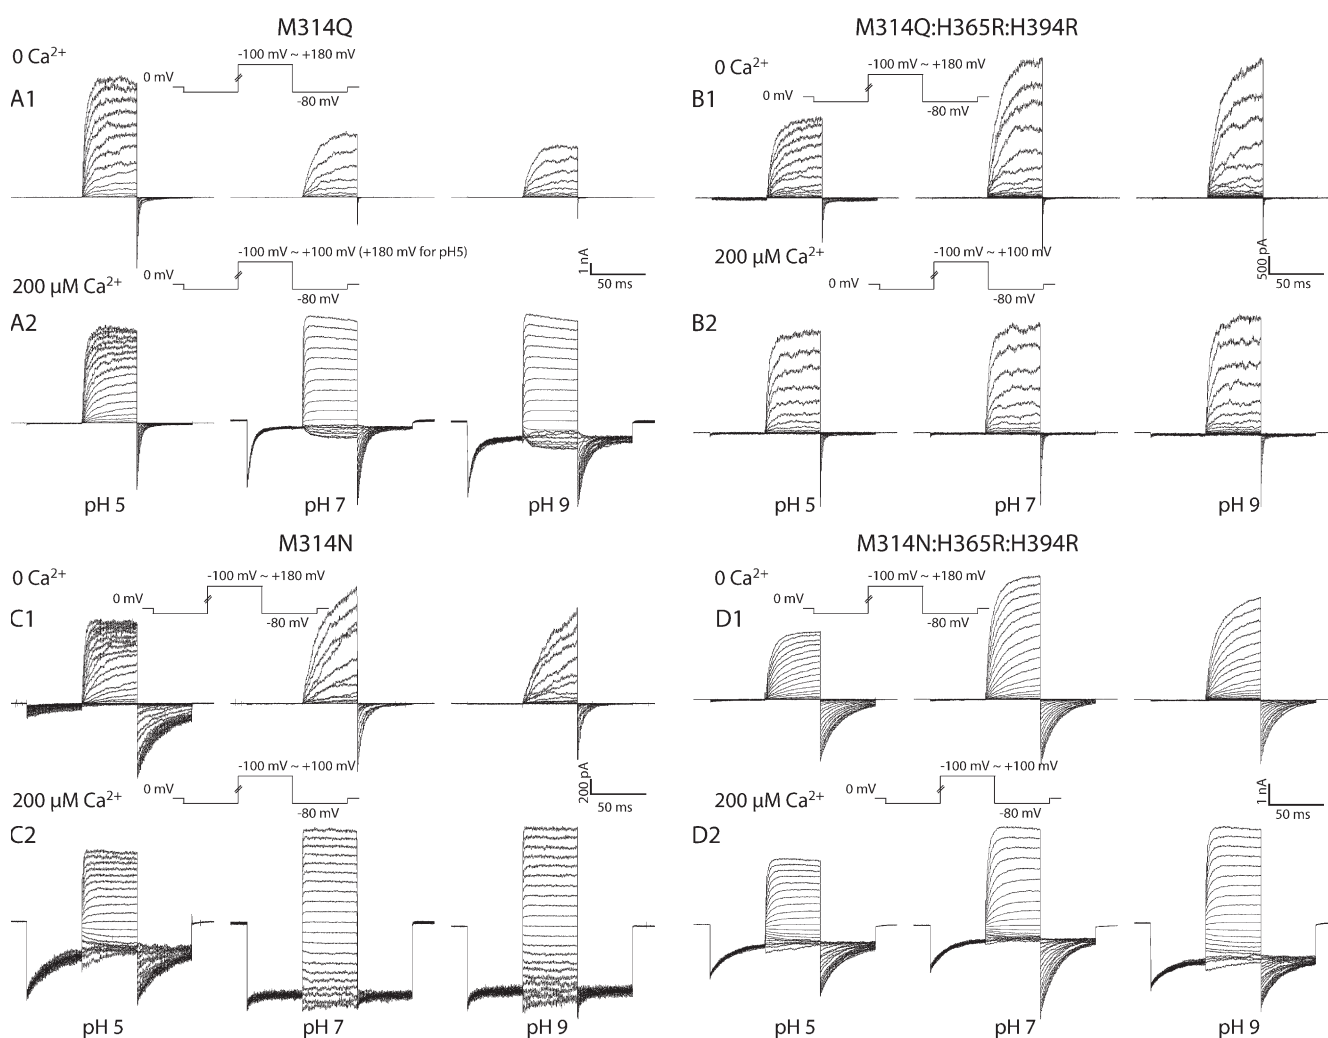 M314Q
0 Ca²⁺
-100 mV ~ +180 mV
0 mV
-80 mV
A1
-100 mV ~ +100 mV (+180 mV for pH5)
0 mV
-80 mV
200 µM Ca²⁺
1 nA
50 ms
A2
pH 5
pH 7
pH 9
M314Q:H365R:H394R
0 Ca²⁺
-100 mV ~ +180 mV
0 mV
-80 mV
B1
200 µM Ca²⁺
-100 mV ~ +100 mV
0 mV
-80 mV
500 pA
50 ms
B2
pH 5
pH 7
pH 9
M314N
0 Ca²⁺
-100 mV ~ +180 mV
0 mV
-80 mV
C1
-100 mV ~ +100 mV
0 mV
-80 mV
200 µM Ca²⁺
200 pA
50 ms
C2
pH 5
pH 7
pH 9
M314N:H365R:H394R
0 Ca²⁺
-100 mV ~ +180 mV
0 mV
-80 mV
D1
-100 mV ~ +100 mV
0 mV
-80 mV
200 µM Ca²⁺
1 nA
50 ms
D2
pH 5
pH 7
pH 9